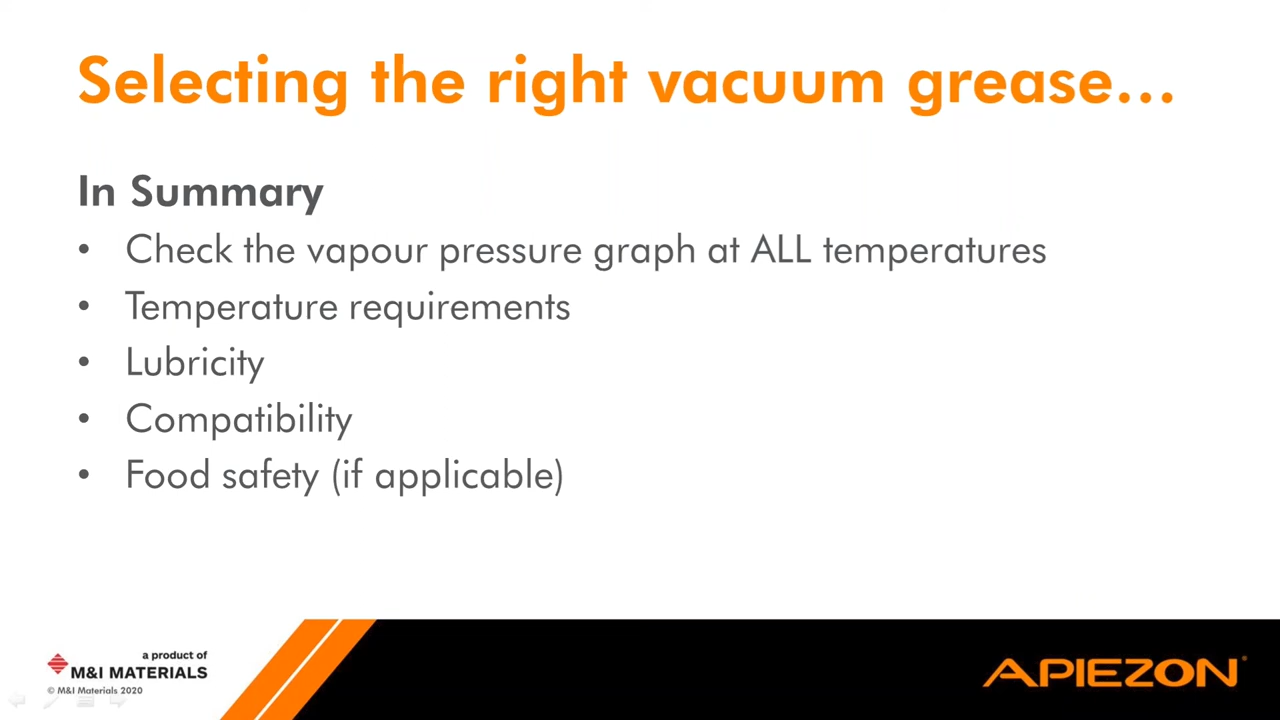 Selecting the right vacuum grease...
In Summary
• Check the vapour pressure graph at ALL temperatures
• Temperature requirements
• Lubricity
• Compatibility
• Food safety (if applicable)
a product of
M&I MATERIALS
© M&I Materials 2020
APIEZON®